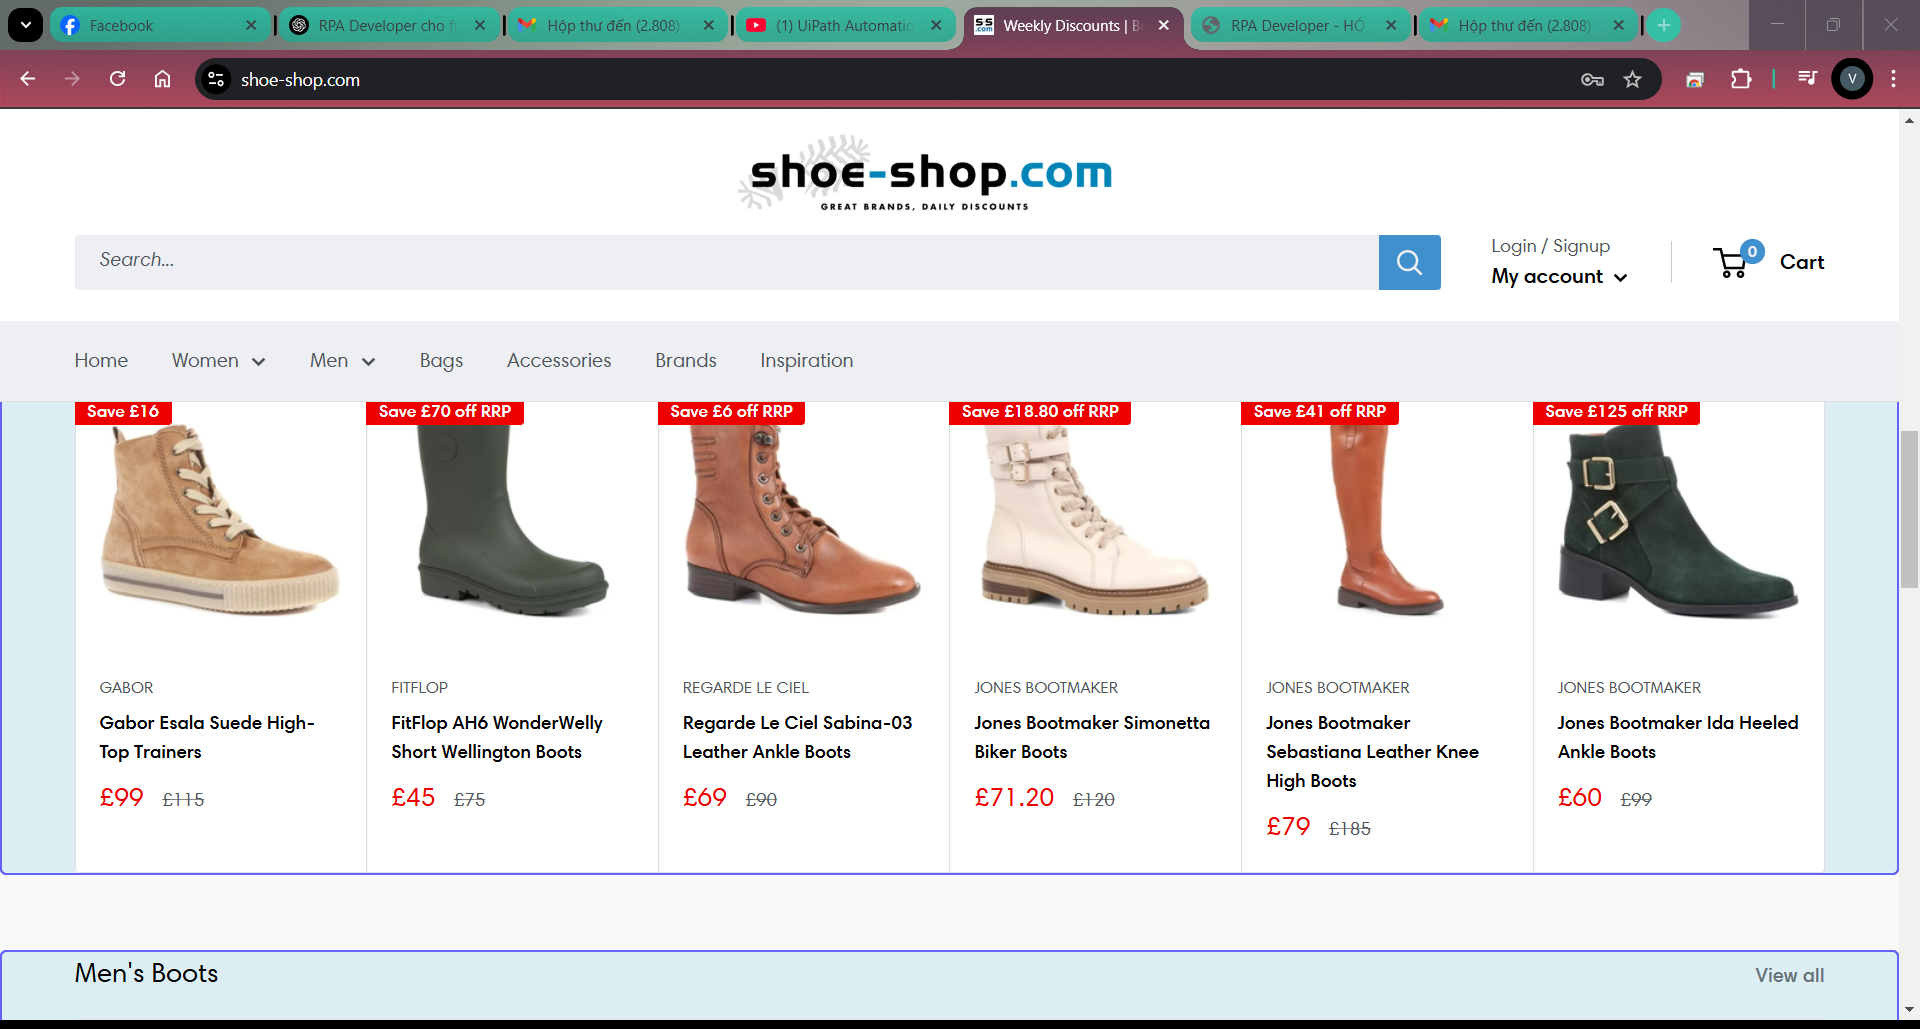 Facebook
RPA Developer cho fr
Hộp thư đến (2.808)
(1) UiPath Automatio
Weekly Discounts | B
RPA Developer - HÓ
Hộp thư đến (2.808)
shoe-shop.com
V
shoe-shop.com
GREAT BRANDS, DAILY DISCOUNTS
Search...
Login / Signup
My account
0
Cart
Home
Women
Men
Bags
Accessories
Brands
Inspiration
Save £16
Save £70 off RRP
Save £6 off RRP
Save £18.80 off RRP
Save £41 off RRP
Save £125 off RRP
GABOR
Gabor Esala Suede High-
Top Trainers
£99 £115
FITFLOP
FitFlop AH6 WonderWelly
Short Wellington Boots
£45 £75
REGARDE LE CIEL
Regarde Le Ciel Sabina-03
Leather Ankle Boots
£69 £90
JONES BOOTMAKER
Jones Bootmaker Simonetta
Biker Boots
£71.20 £120
JONES BOOTMAKER
Jones Bootmaker
Sebastiana Leather Knee
High Boots
£79 £185
JONES BOOTMAKER
Jones Bootmaker Ida Heeled
Ankle Boots
£60 £99
Men's Boots
View all